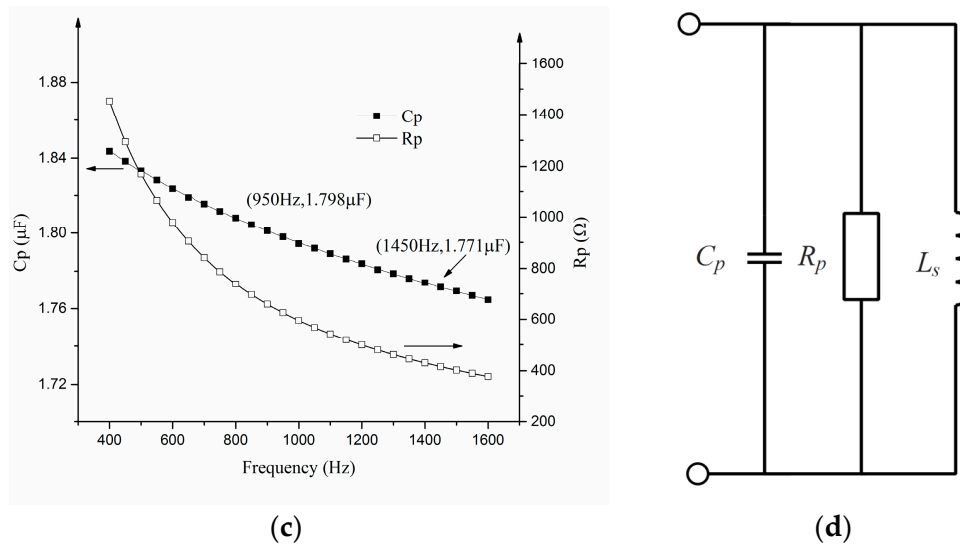 1.88
1.84
1.80
1.76
1.72
Cp (μF)
1600
1400
1200
1000
800
600
400
200
Rp (Ω)
Cp
Rp
(950Hz,1.798μF)
(1450Hz,1.771μF)
400 600 800 1000 1200 1400 1600
Frequency (Hz)
(c)
Cp Rp Ls
(d)